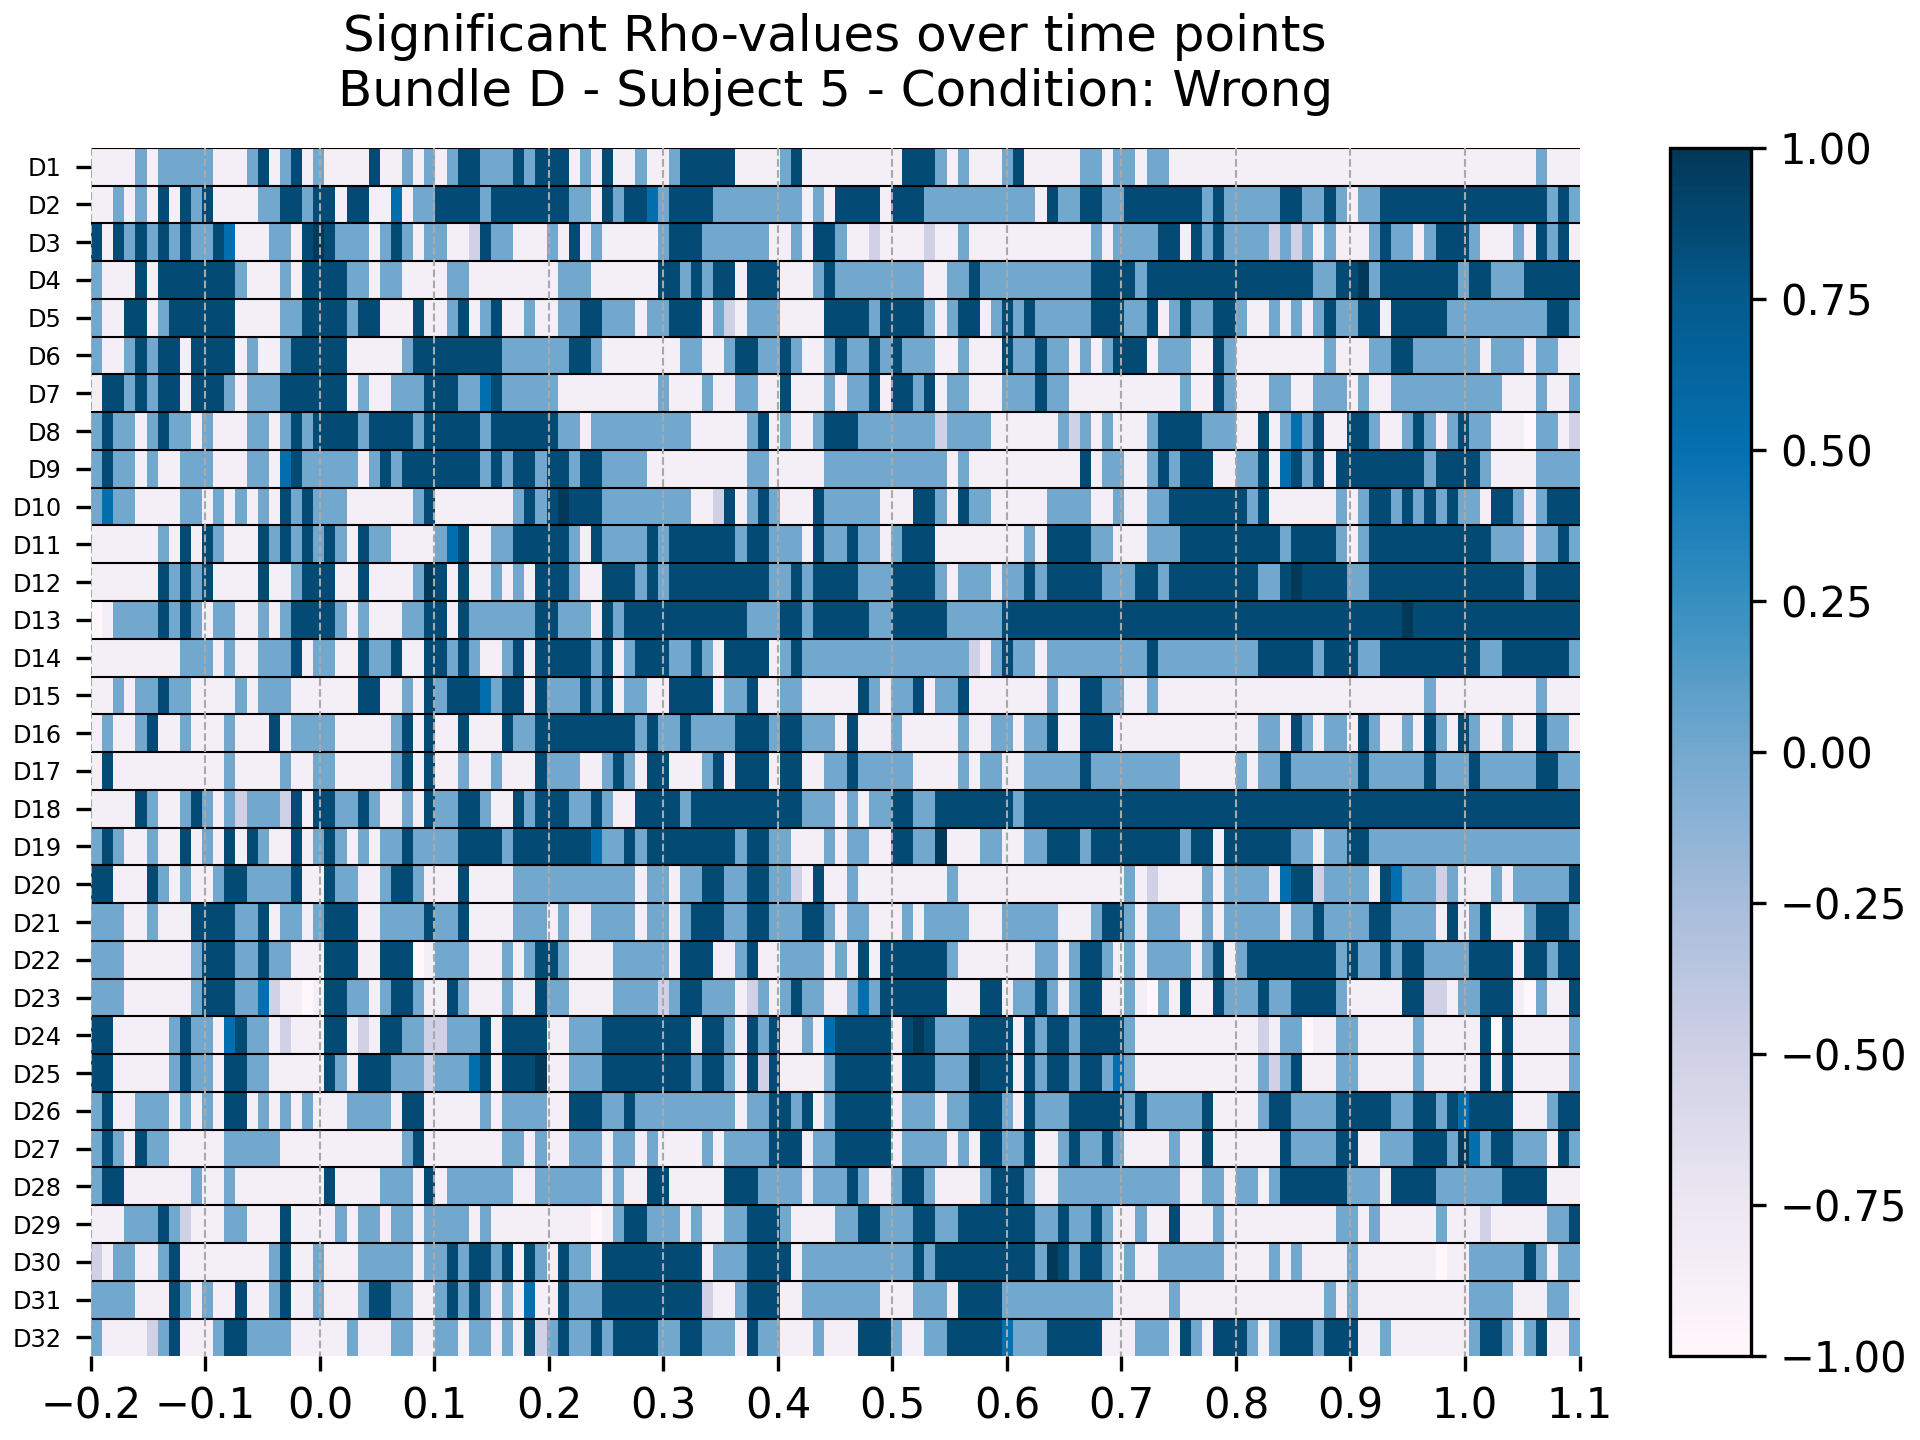 Significant Rho-values over time points
Bundle D - Subject 5 - Condition: Wrong
D1
D2
D3
D4
D5
D6
D7
D8
D9
D10
D11
D12
D13
D14
D15
D16
D17
D18
D19
D20
D21
D22
D23
D24
D25
D26
D27
D28
D29
D30
D31
D32
−0.2 −0.1 0.0 0.1 0.2 0.3 0.4 0.5 0.6 0.7 0.8 0.9 1.0 1.1
1.00
0.75
0.50
0.25
0.00
−0.25
−0.50
−0.75
−1.00